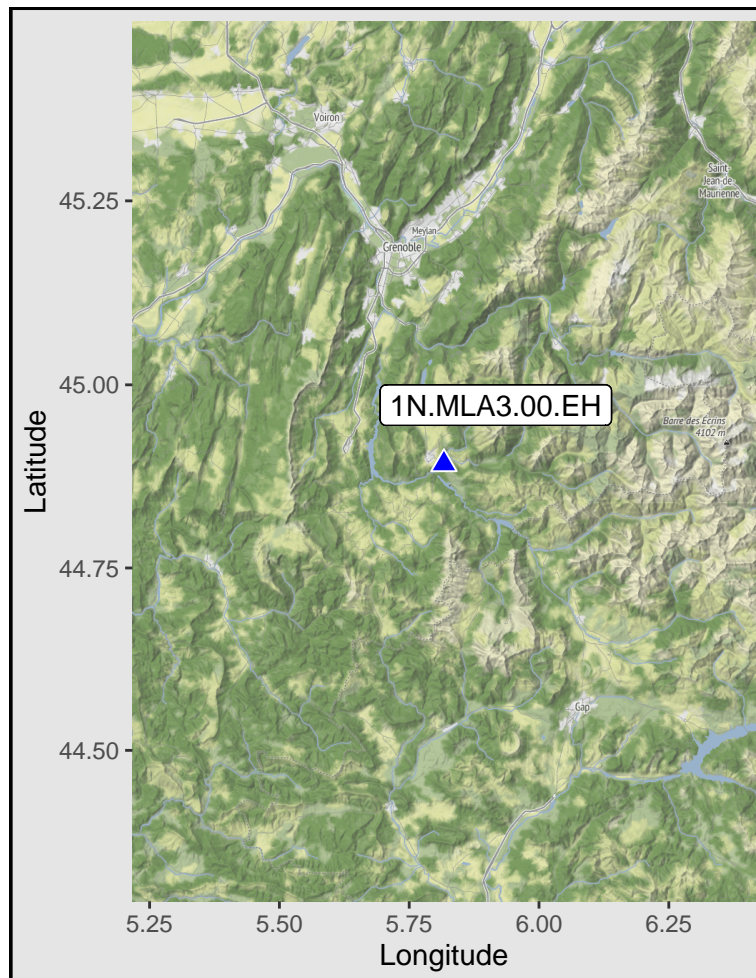 Voiron
Saint-
Jean-de-
Maurienne
45.25
Meylan
Grenoble
45.00
1N.MLA3.00.EH
Barre des Écrins
4102 m
Latitude
44.75
Gap
44.50
5.25 5.50 5.75 6.00 6.25
Longitude